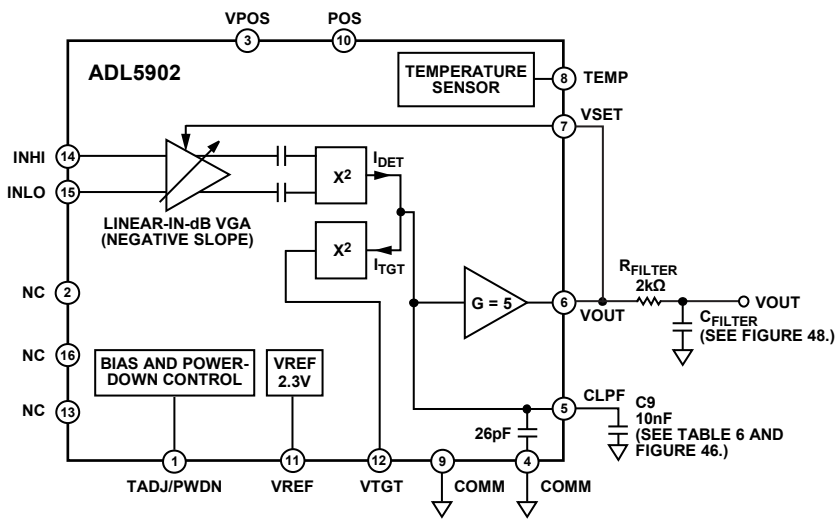 VPOS
POS
3
10
ADL5902
TEMPERATURE
SENSOR
8
TEMP
VSET
7
INHI
14
INLO
15
LINEAR-IN-dB VGA
(NEGATIVE SLOPE)
X²
IDET
X²
ITGT
G = 5
6
VOUT
RFILTER
2kΩ
VOUT
CFILTER
(SEE FIGURE 48.)
NC
2
NC
16
NC
13
BIAS AND POWER-
DOWN CONTROL
VREF
2.3V
26pF
5
CLPF
C9
10nF
(SEE TABLE 6 AND
FIGURE 46.)
1
11
12
9
4
TADJ/PWDN
VREF
VTGT
COMM
COMM